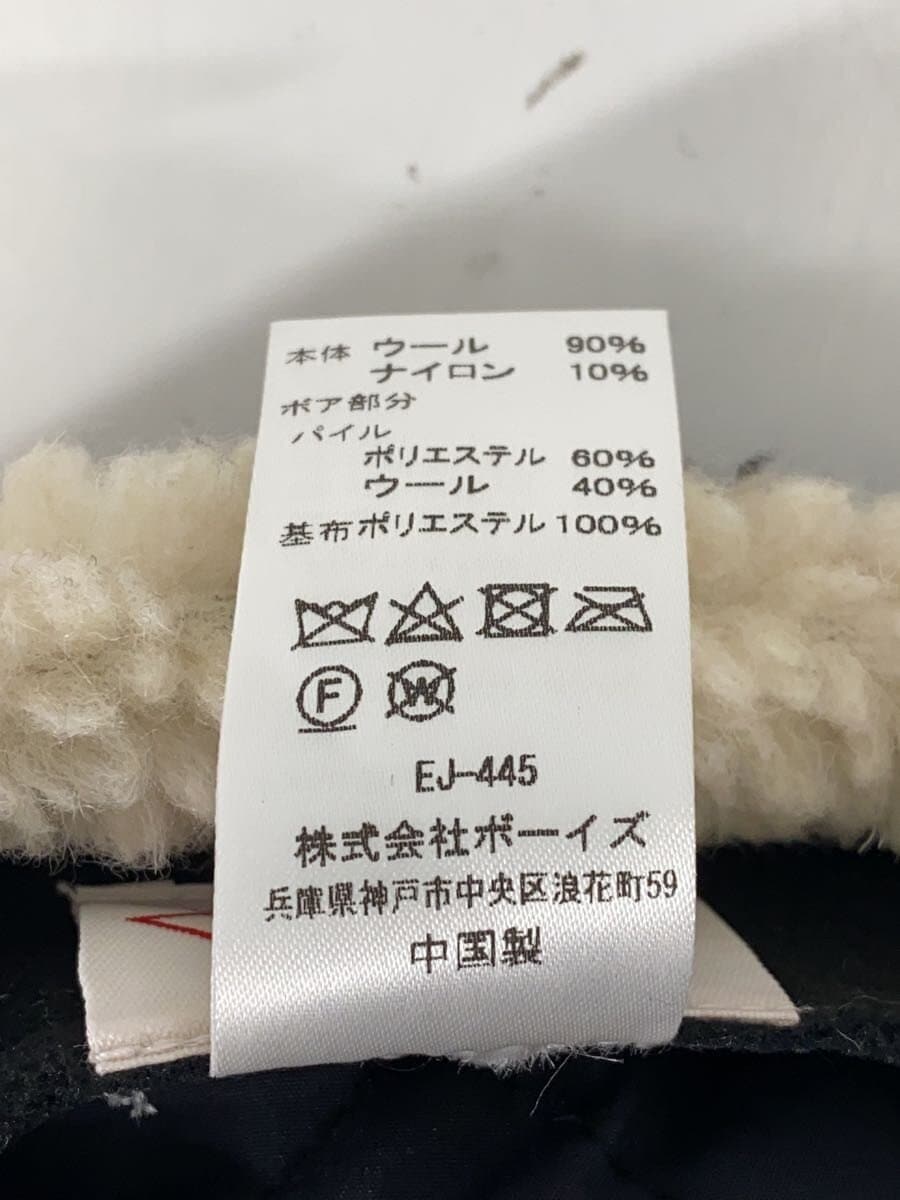 本体 ウール 90%
ナイロン 10%
ボア部分
パイル
ポリエステル 60%
ウール 40%
基布ポリエステル 100%
F W
EJ-445
株式会社ボーイズ
兵庫県神戸市中央区浪花町59
中国製